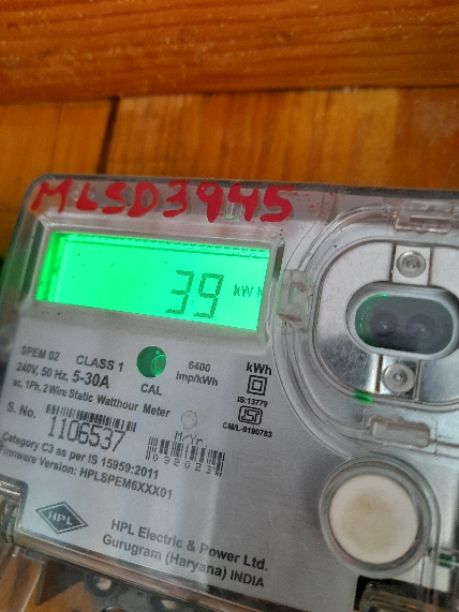 MLSD3945
39 kWh
SPEM 02 CLASS 1
240V, 50 Hz, 5-30A
CAL
6400
imp/kWh
kWh
IS:13779
CM/L-9190783
ac, 1Ph, 2 Wire Static Watthour Meter
S. No.
1106537
M/Yr.
Category C3 as per IS 15959:2011
Firmware Version: HPLSPEM6XXX01
HPL
HPL Electric & Power Ltd.
Gurugram (Haryana) INDIA